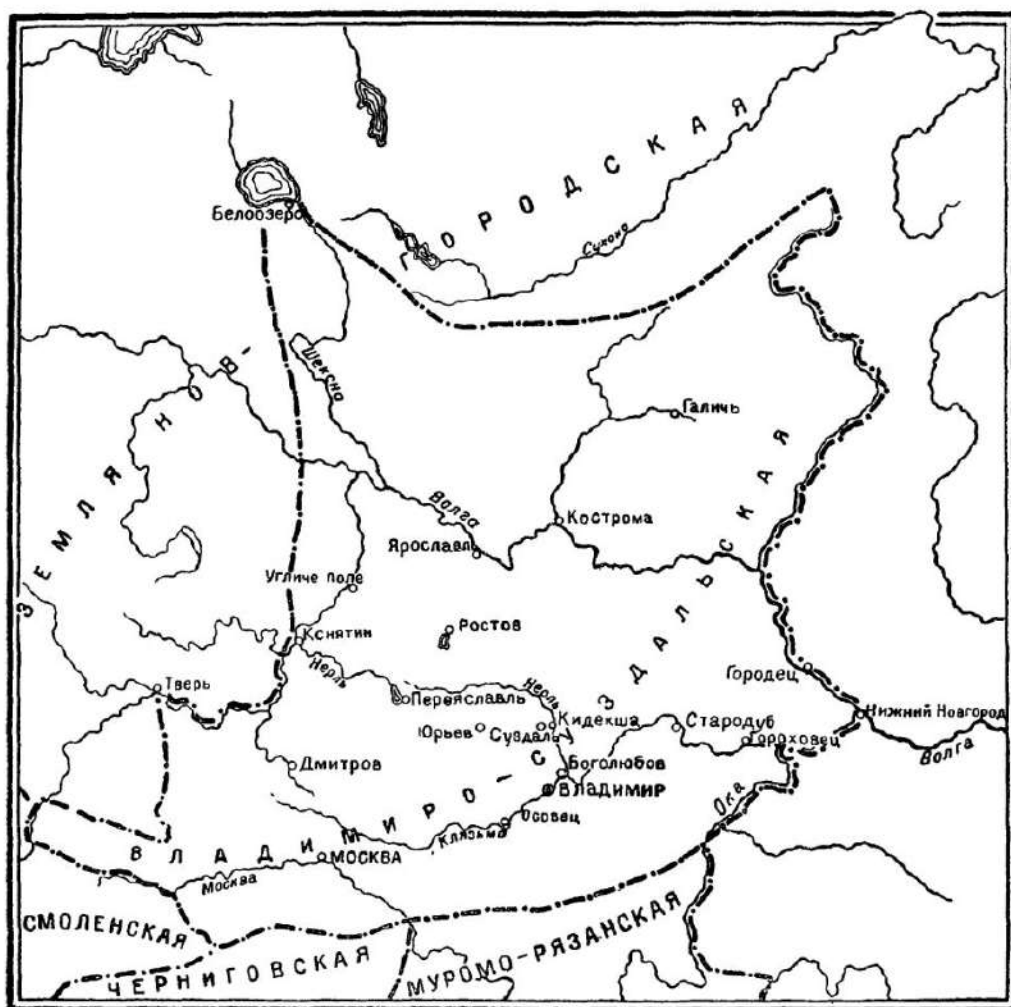 ЗЕМЛЯ НОВ-
ГОРОДСКАЯ
Сухона
Белоозеро
Шексна
Галичь
Волга
Кострома
Ярославль
Угличе поле
Кснятин
Ростов
Нерль
Тверь
Переяславль
Нерль
Городец
Нижний Новгород
Юрьев
Суздаль
Кидекша
Стародуб
Гороховец
Волга
Дмитров
Боголюбов
ВЛАДИМИР
Осовец
Клязьма
Ока
ВЛАДИМИРО-СУЗДАЛЬСКАЯ
МОСКВА
Москва
СМОЛЕНСКАЯ
ЧЕРНИГОВСКАЯ
МУРОМО-РЯЗАНСКАЯ